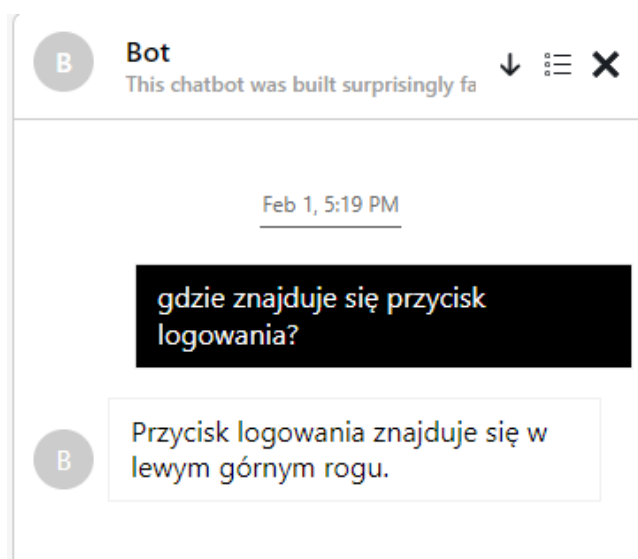 B
Bot
This chatbot was built surprisingly fa
Feb 1, 5:19 PM
gdzie znajduje się przycisk
logowania?
B
Przycisk logowania znajduje się w
lewym górnym rogu.